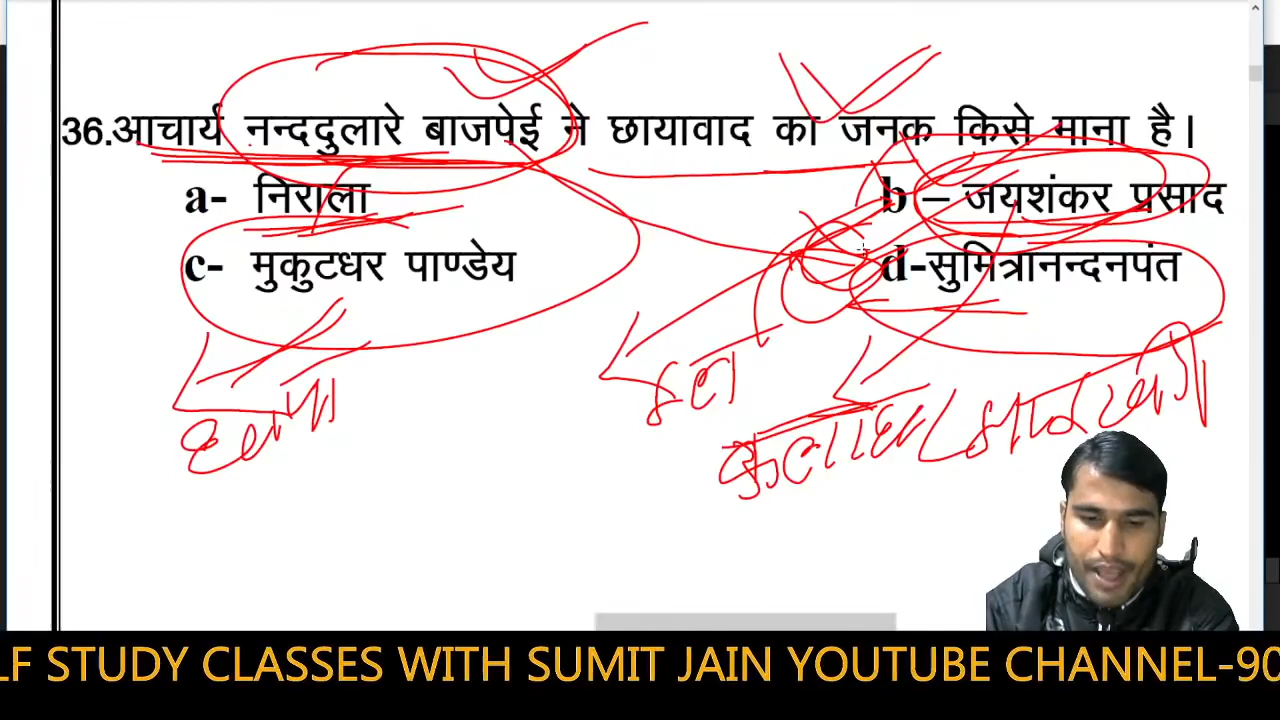 36.आचार्य नन्ददुलारे बाजपेई ने छायावाद का जनक किसे माना है।
a- निराला
b – जयशंकर प्रसाद
c- मुकुटधर पाण्डेय
d-सुमित्रानन्दनपंत
LF STUDY CLASSES WITH SUMIT JAIN YOUTUBE CHANNEL-90